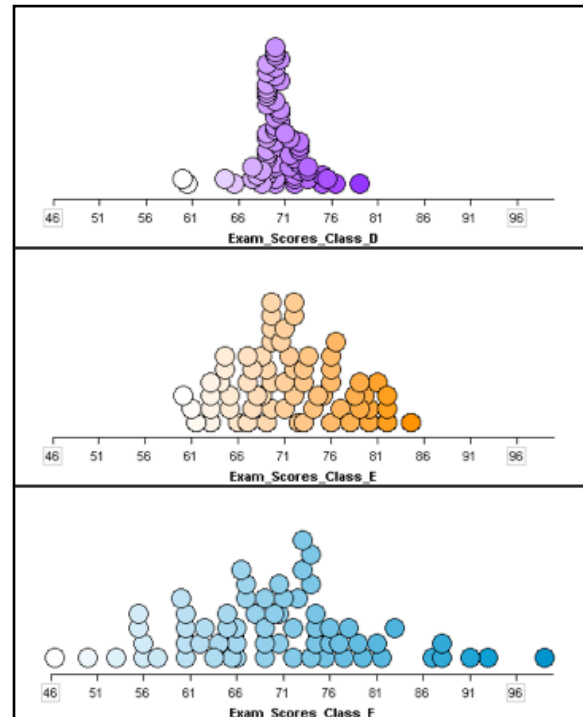 46 51 56 61 66 71 76 81 86 91 96
Exam_Scores_Class_D
46 51 56 61 66 71 76 81 86 91 96
Exam_Scores_Class_E
46 51 56 61 66 71 76 81 86 91 96
Exam_Scores_Class_F